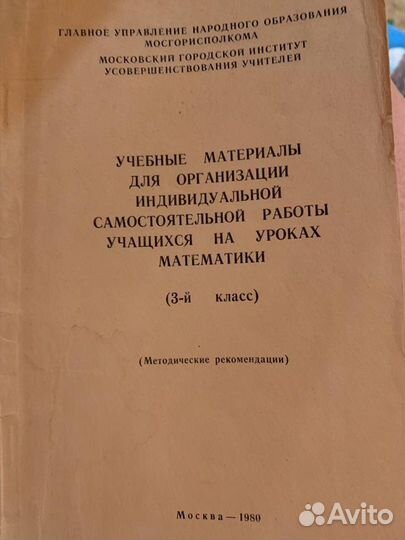 ГЛАВНОЕ УПРАВЛЕНИЕ НАРОДНОГО ОБРАЗОВАНИЯ
МОСГОРИСПОЛКОМА
МОСКОВСКИЙ ГОРОДСКОЙ ИНСТИТУТ
УСОВЕРШЕНСТВОВАНИЯ УЧИТЕЛЕЙ
УЧЕБНЫЕ МАТЕРИАЛЫ
ДЛЯ ОРГАНИЗАЦИИ
ИНДИВИДУАЛЬНОЙ
САМОСТОЯТЕЛЬНОЙ РАБОТЫ
УЧАЩИХСЯ НА УРОКАХ
МАТЕМАТИКИ
(3-й класс)
(Методические рекомендации)
Москва — 1980
Avito